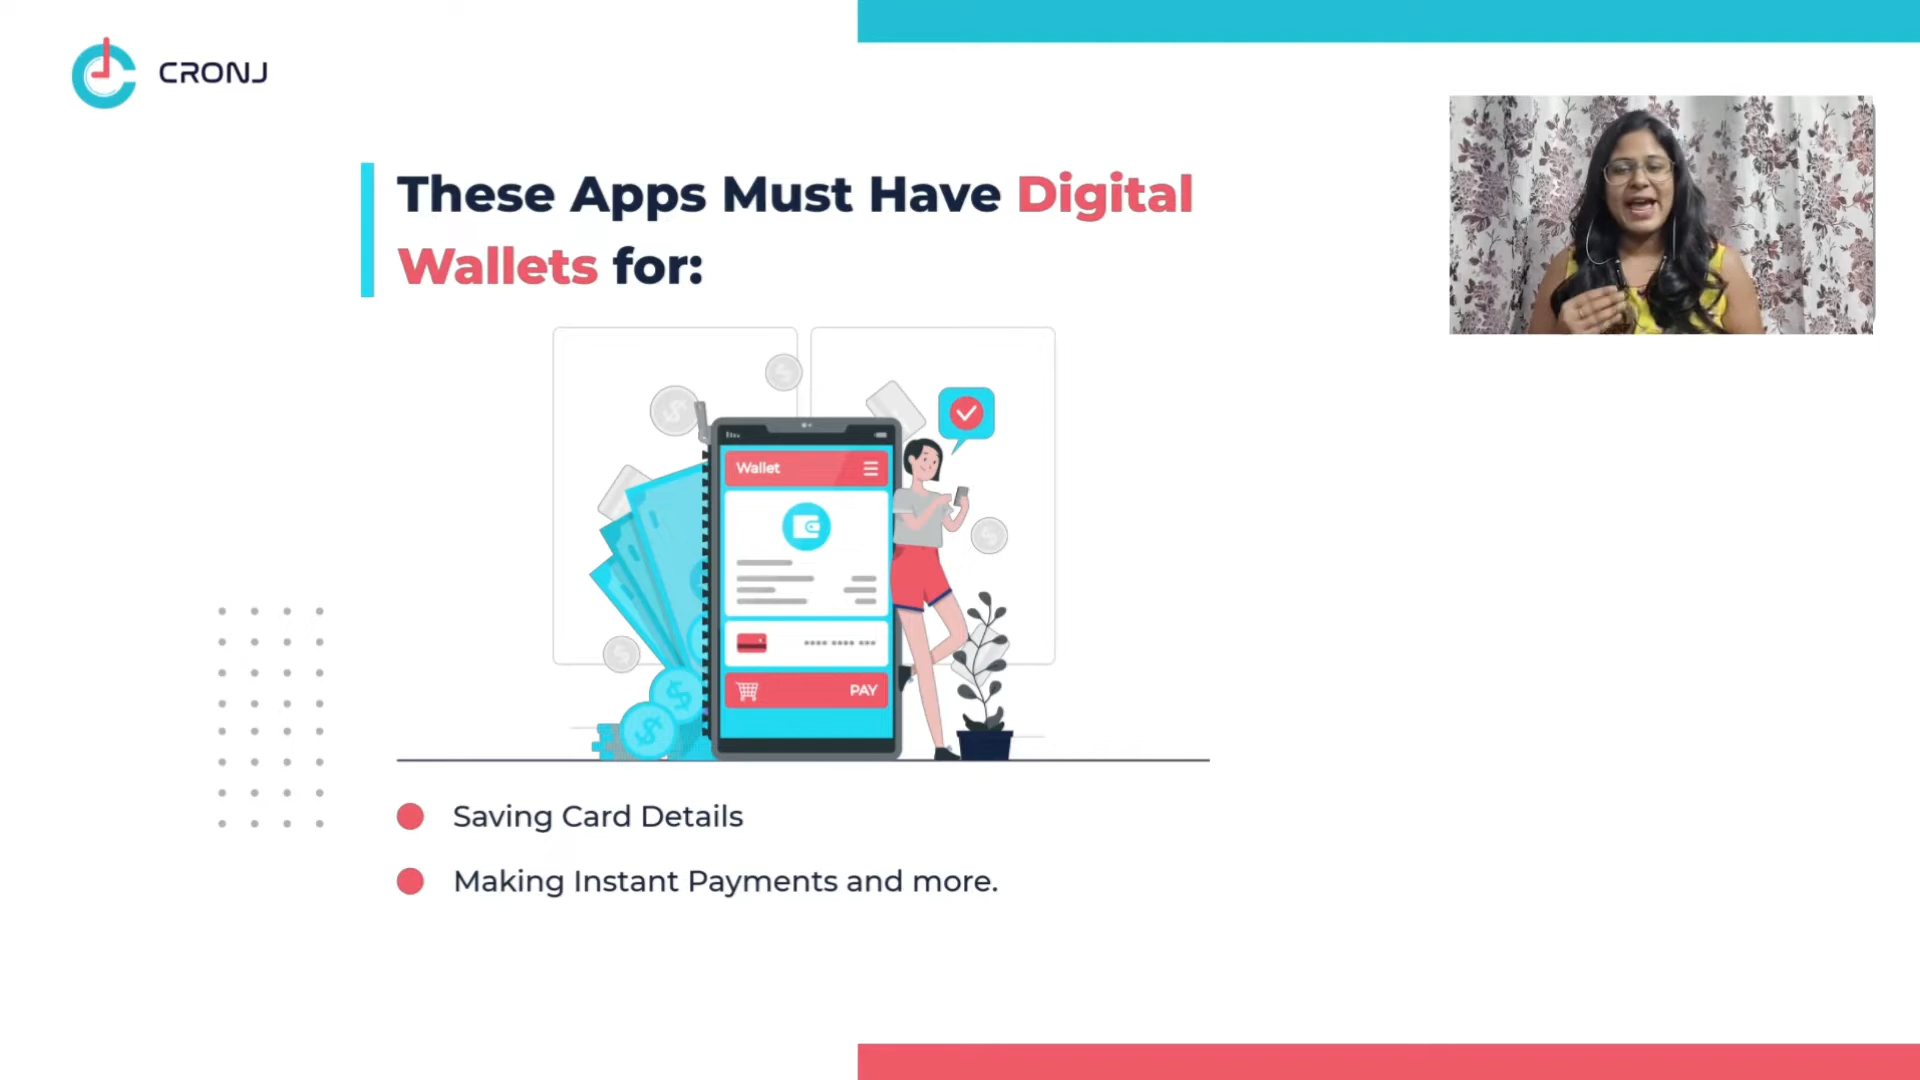 CRONJ
These Apps Must Have Digital
Wallets for:
Wallet
PAY
Saving Card Details
Making Instant Payments and more.